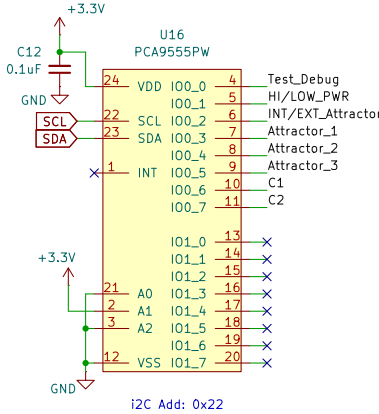 +3.3V
U16
PCA9555PW
C12
0.1uF
GND
24 VDD IO0_0 4 Test_Debug
IO0_1 5 HI/LOW_PWR
SCL 22 SCL IO0_2 6 INT/EXT_Attractor
SDA 23 SDA IO0_3 7 Attractor_1
IO0_4 8 Attractor_2
1 INT IO0_5 9 Attractor_3
IO0_6 10 C1
IO0_7 11 C2
IO1_0 13
+3.3V IO1_1 14
IO1_2 15
21 A0 IO1_3 16
2 A1 IO1_4 17
3 A2 IO1_5 18
IO1_6 19
12 VSS IO1_7 20
GND
i2C Add: 0x22